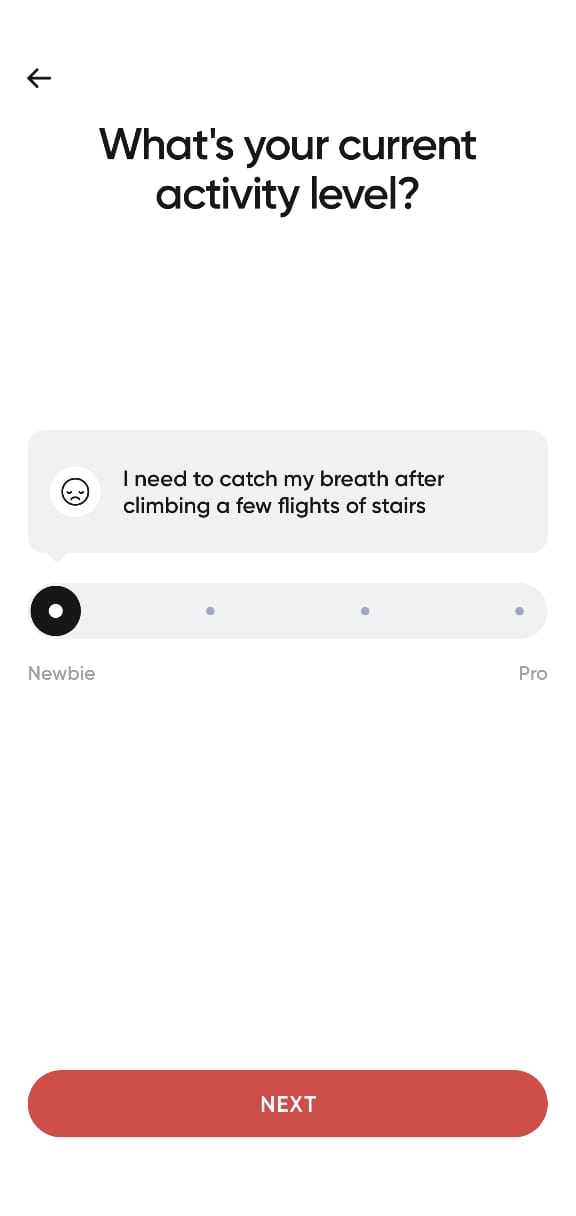 What's your current
activity level?
I need to catch my breath after
climbing a few flights of stairs
Newbie
Pro
NEXT